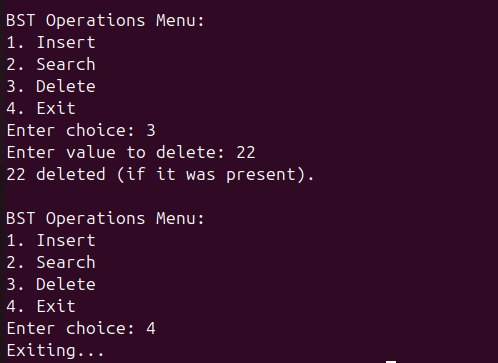 BST Operations Menu:
1. Insert
2. Search
3. Delete
4. Exit
Enter choice: 3
Enter value to delete: 22
22 deleted (if it was present).

BST Operations Menu:
1. Insert
2. Search
3. Delete
4. Exit
Enter choice: 4
Exiting...